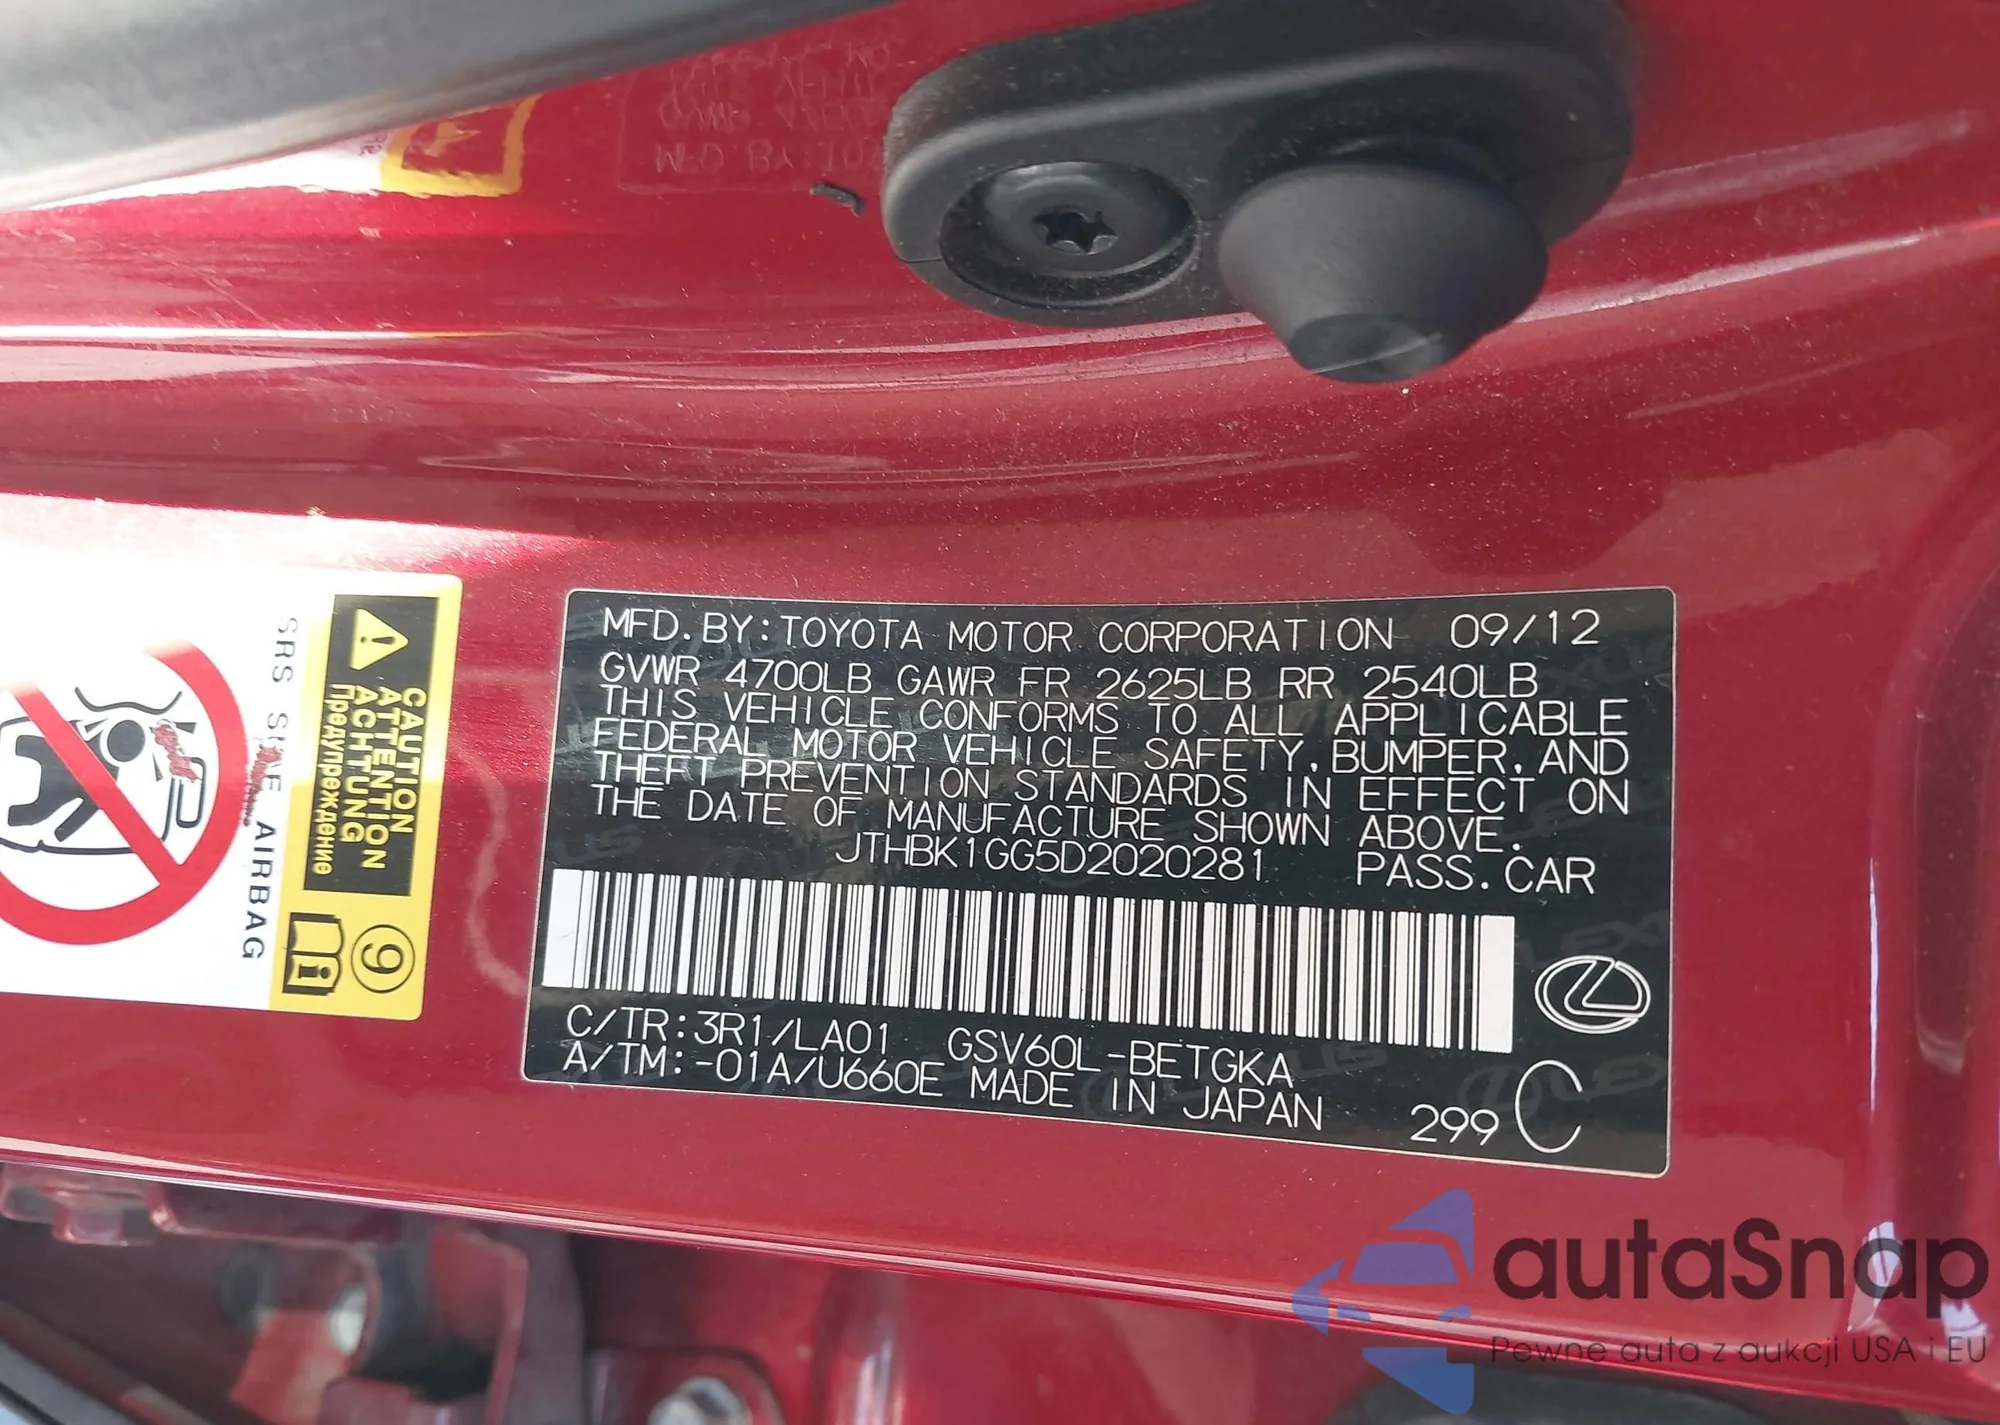 MFD.BY:TOYOTA MOTOR CORPORATION 09/12
GVWR 4700LB GAWR FR 2625LB RR 2540LB
THIS VEHICLE CONFORMS TO ALL APPLICABLE
FEDERAL MOTOR VEHICLE SAFETY,BUMPER,AND
THEFT PREVENTION STANDARDS IN EFFECT ON
THE DATE OF MANUFACTURE SHOWN ABOVE.
JTHBK1GG5D2020281 PASS.CAR
C/TR:3R1/LA01 GSV60L-BETGKA
A/TM:-01A/U660E MADE IN JAPAN 299 C
CAUTION
ATTENTION
ACHTUNG
Предупреждение
9
SRS SIDE AIRBAG
autaSnap
Pewne auta z aukcji USA i EU